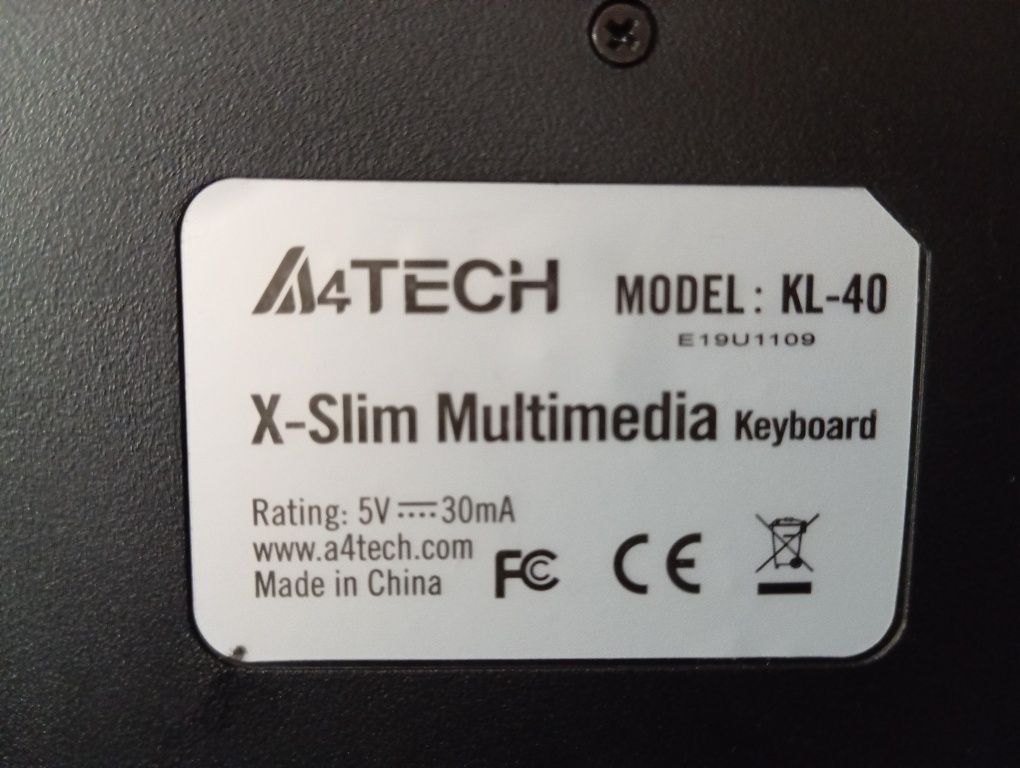 A4TECH
MODEL: KL-40
E19U1109
X-Slim Multimedia Keyboard
Rating: 5V⎓30mA
www.a4tech.com
Made in China
FC
CE